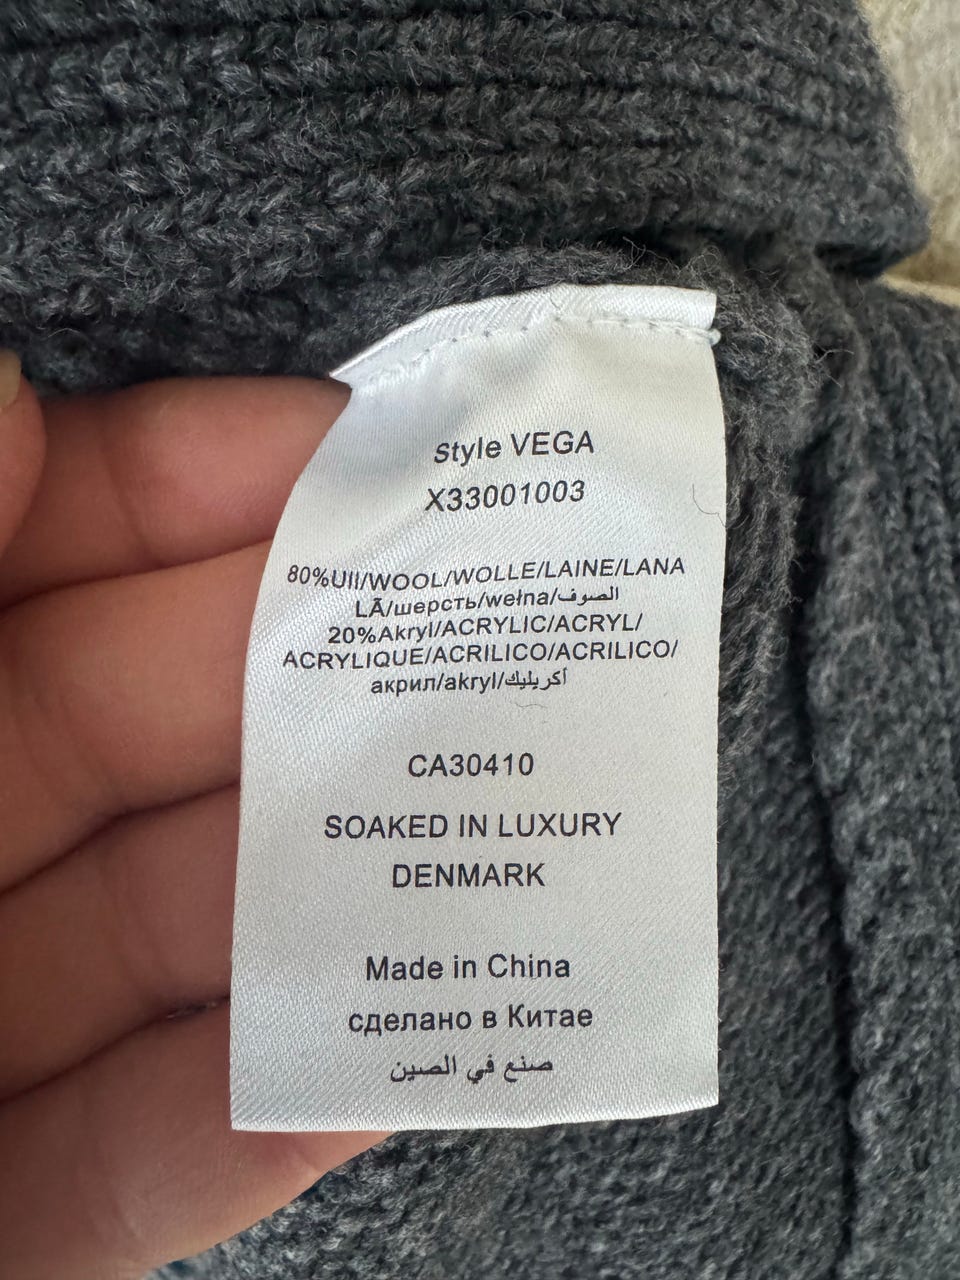 Style VEGA
X33001003
80%Ull/WOOL/WOLLE/LAINE/LANA
LÃ/шерсть/wełna/الصوف
20%Akryl/ACRYLIC/ACRYL/
ACRYLIQUE/ACRILICO/ACRILICO/
акрил/akryl/أكريليك
CA30410
SOAKED IN LUXURY
DENMARK
Made in China
сделано в Китае
صنع في الصين